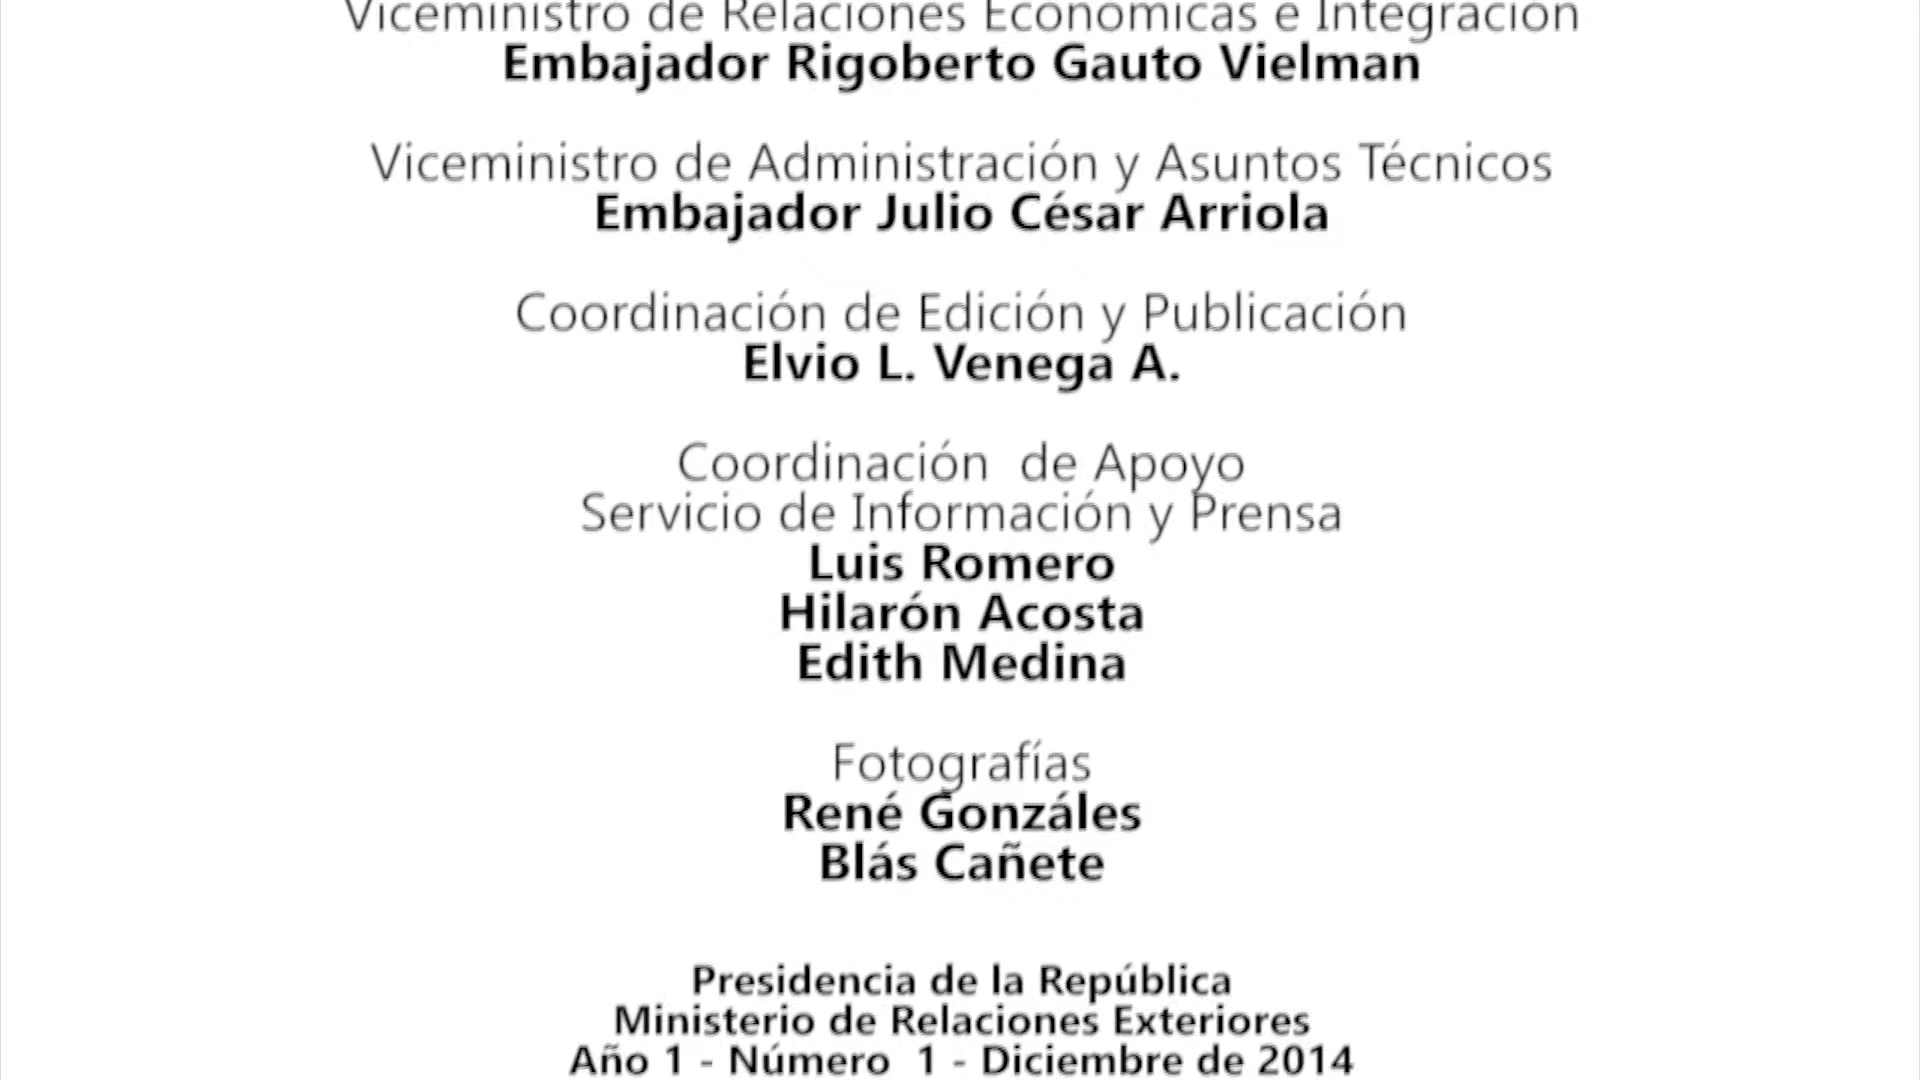 Viceministro de Relaciones Económicas e Integración
Embajador Rigoberto Gauto Vielman
Viceministro de Administración y Asuntos Técnicos
Embajador Julio César Arriola
Coordinación de Edición y Publicación
Elvio L. Venega A.
Coordinación de Apoyo
Servicio de Información y Prensa
Luis Romero
Hilarón Acosta
Edith Medina
Fotografías
René Gonzáles
Blás Cañete
Presidencia de la República
Ministerio de Relaciones Exteriores
Año 1 - Número 1 - Diciembre de 2014